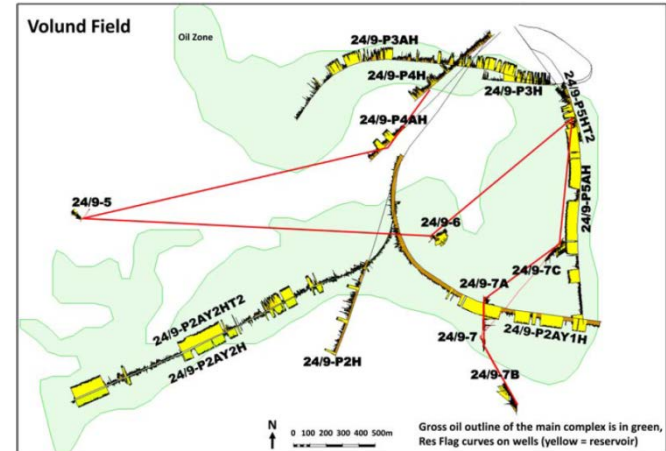 Volund Field
Oil Zone
24/9-P3AH
24/9-P4H
24/9-P3H
24/9-P5HT2
24/9-P4AH
24/9-P5AH
24/9-5
24/9-6
24/9-7C
24/9-7A
24/9-P2AY2HT2
24/9-P2AY2H
24/9-P2H
24/9-7
24/9-P2AY1H
24/9-7B
N
0 100 200 300 400 500m
Gross oil outline of the main complex is in green,
Res Flag curves on wells (yellow = reservoir)